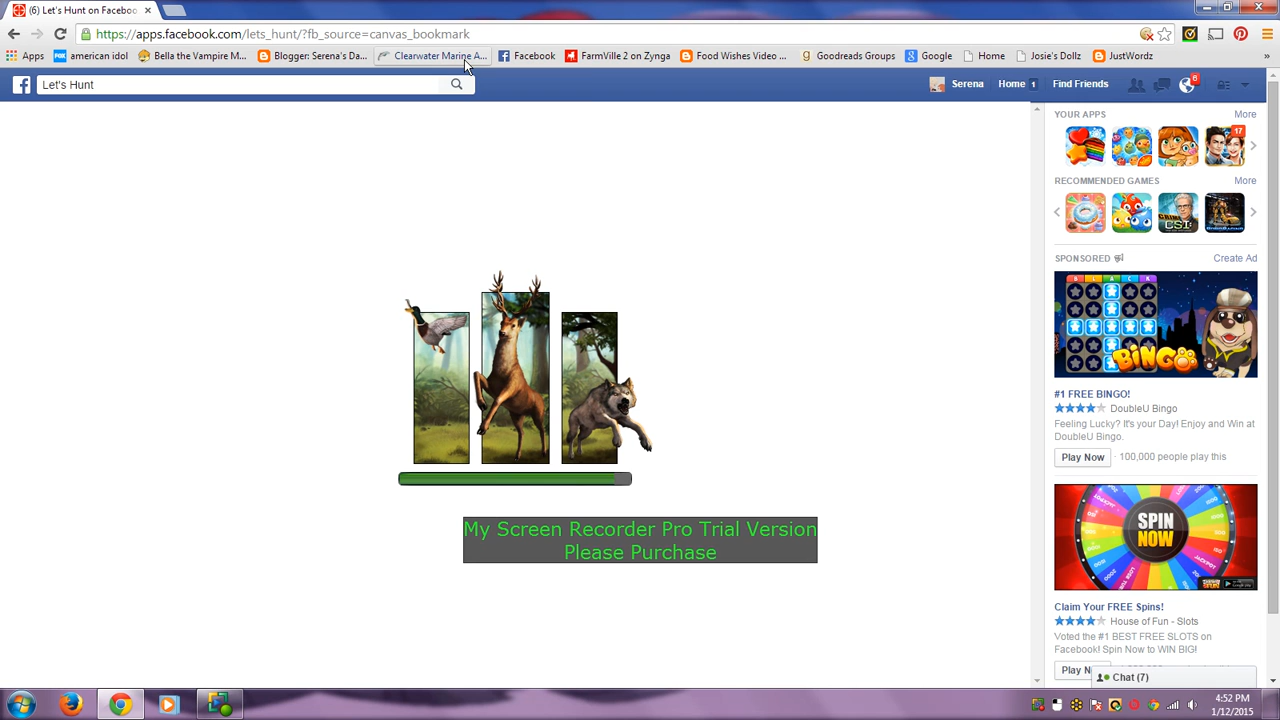 (6) Let's Hunt on Facebo
https://apps.facebook.com/lets_hunt/?fb_source=canvas_bookmark
Apps
american idol
Bella the Vampire M...
Blogger: Serena's Da...
Clearwater Marine A...
Facebook
FarmVille 2 on Zynga
Food Wishes Video ...
Goodreads Groups
Google
Home
Josie's Dollz
JustWordz
Let's Hunt
Serena
Home 1
Find Friends
8
YOUR APPS
More
17
RECOMMENDED GAMES
More
CSI
SPONSORED
Create Ad
BINGO
#1 FREE BINGO!
DoubleU Bingo
Feeling Lucky? It's your Day! Enjoy and Win at
DoubleU Bingo.
Play Now · 100,000 people play this
SPIN
NOW
JACKPOT
Claim Your FREE Spins!
House of Fun - Slots
Voted the #1 BEST FREE SLOTS on
Facebook! Spin Now to WIN BIG!
Play N
Chat (7)
My Screen Recorder Pro Trial Version
Please Purchase
4:52 PM
1/12/2015